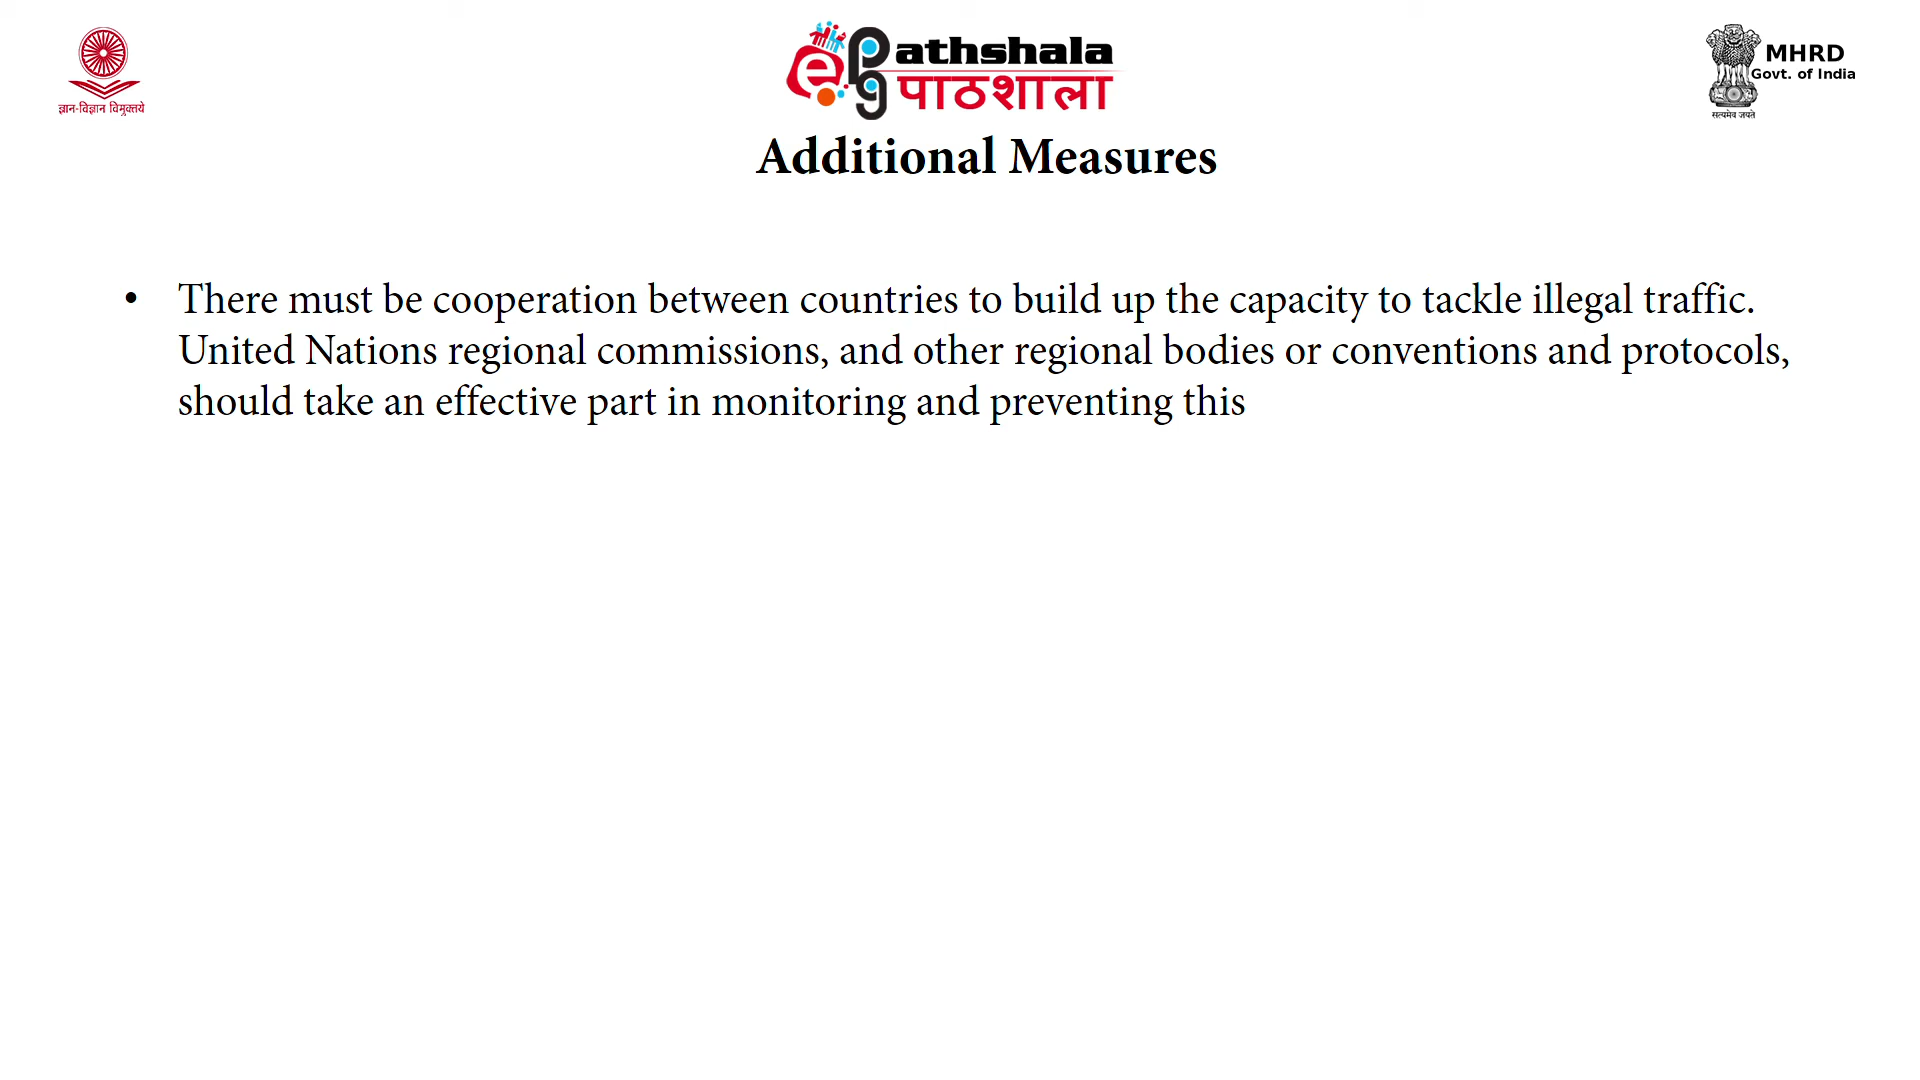 ज्ञान-विज्ञान विमुक्तये
e PG Pathshala
पाठशाला
MHRD
Govt. of India
सत्यमेव जयते
Additional Measures
• There must be cooperation between countries to build up the capacity to tackle illegal traffic.
United Nations regional commissions, and other regional bodies or conventions and protocols,
should take an effective part in monitoring and preventing this